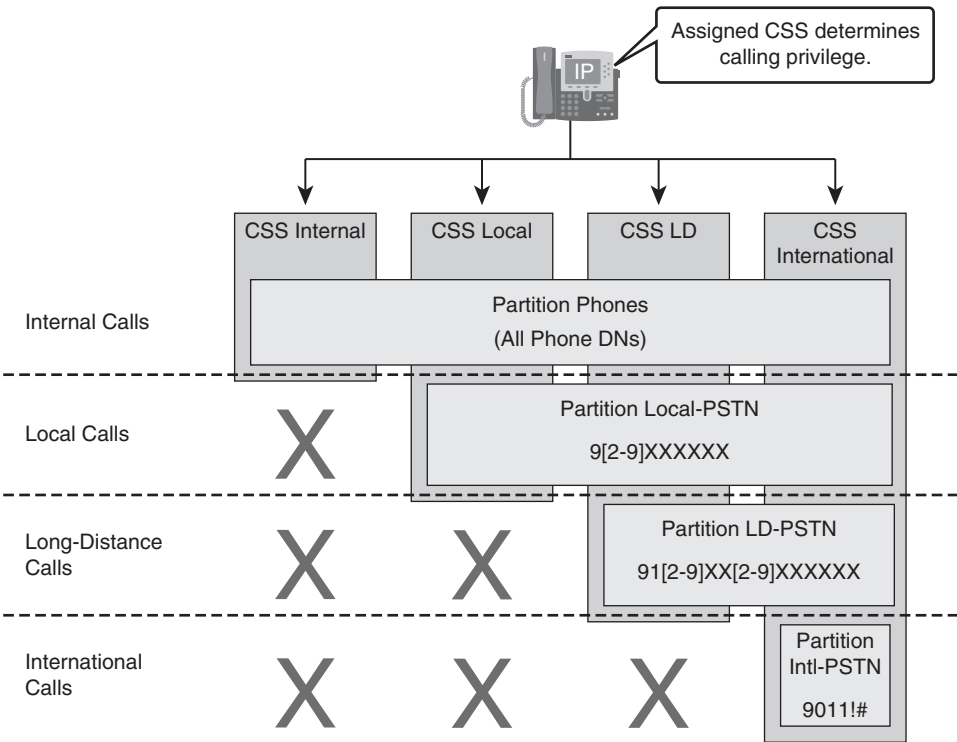 Assigned CSS determines
calling privilege.
IP
CSS Internal
CSS Local
CSS LD
CSS
International
Internal Calls
Partition Phones
(All Phone DNs)
Local Calls
X
Partition Local-PSTN
9[2-9]XXXXXX
Long-Distance
Calls
X
X
Partition LD-PSTN
91[2-9]XX[2-9]XXXXXX
International
Calls
X
X
X
Partition
Intl-PSTN
9011!#